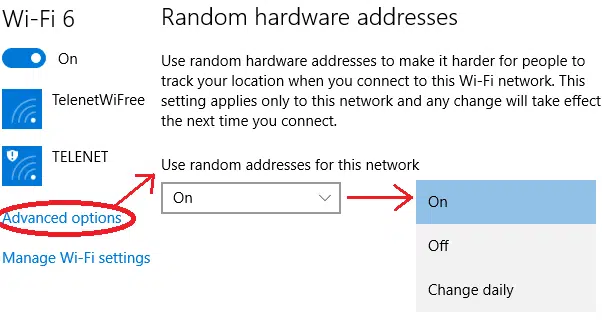 Wi-Fi 6
On
TelenetWiFree
TELENET
Advanced options
Manage Wi-Fi settings
Random hardware addresses
Use random hardware addresses to make it harder for people to
track your location when you connect to this Wi-Fi network. This
setting applies only to this network and any change will take effect
the next time you connect.
Use random addresses for this network
On
On
Off
Change daily